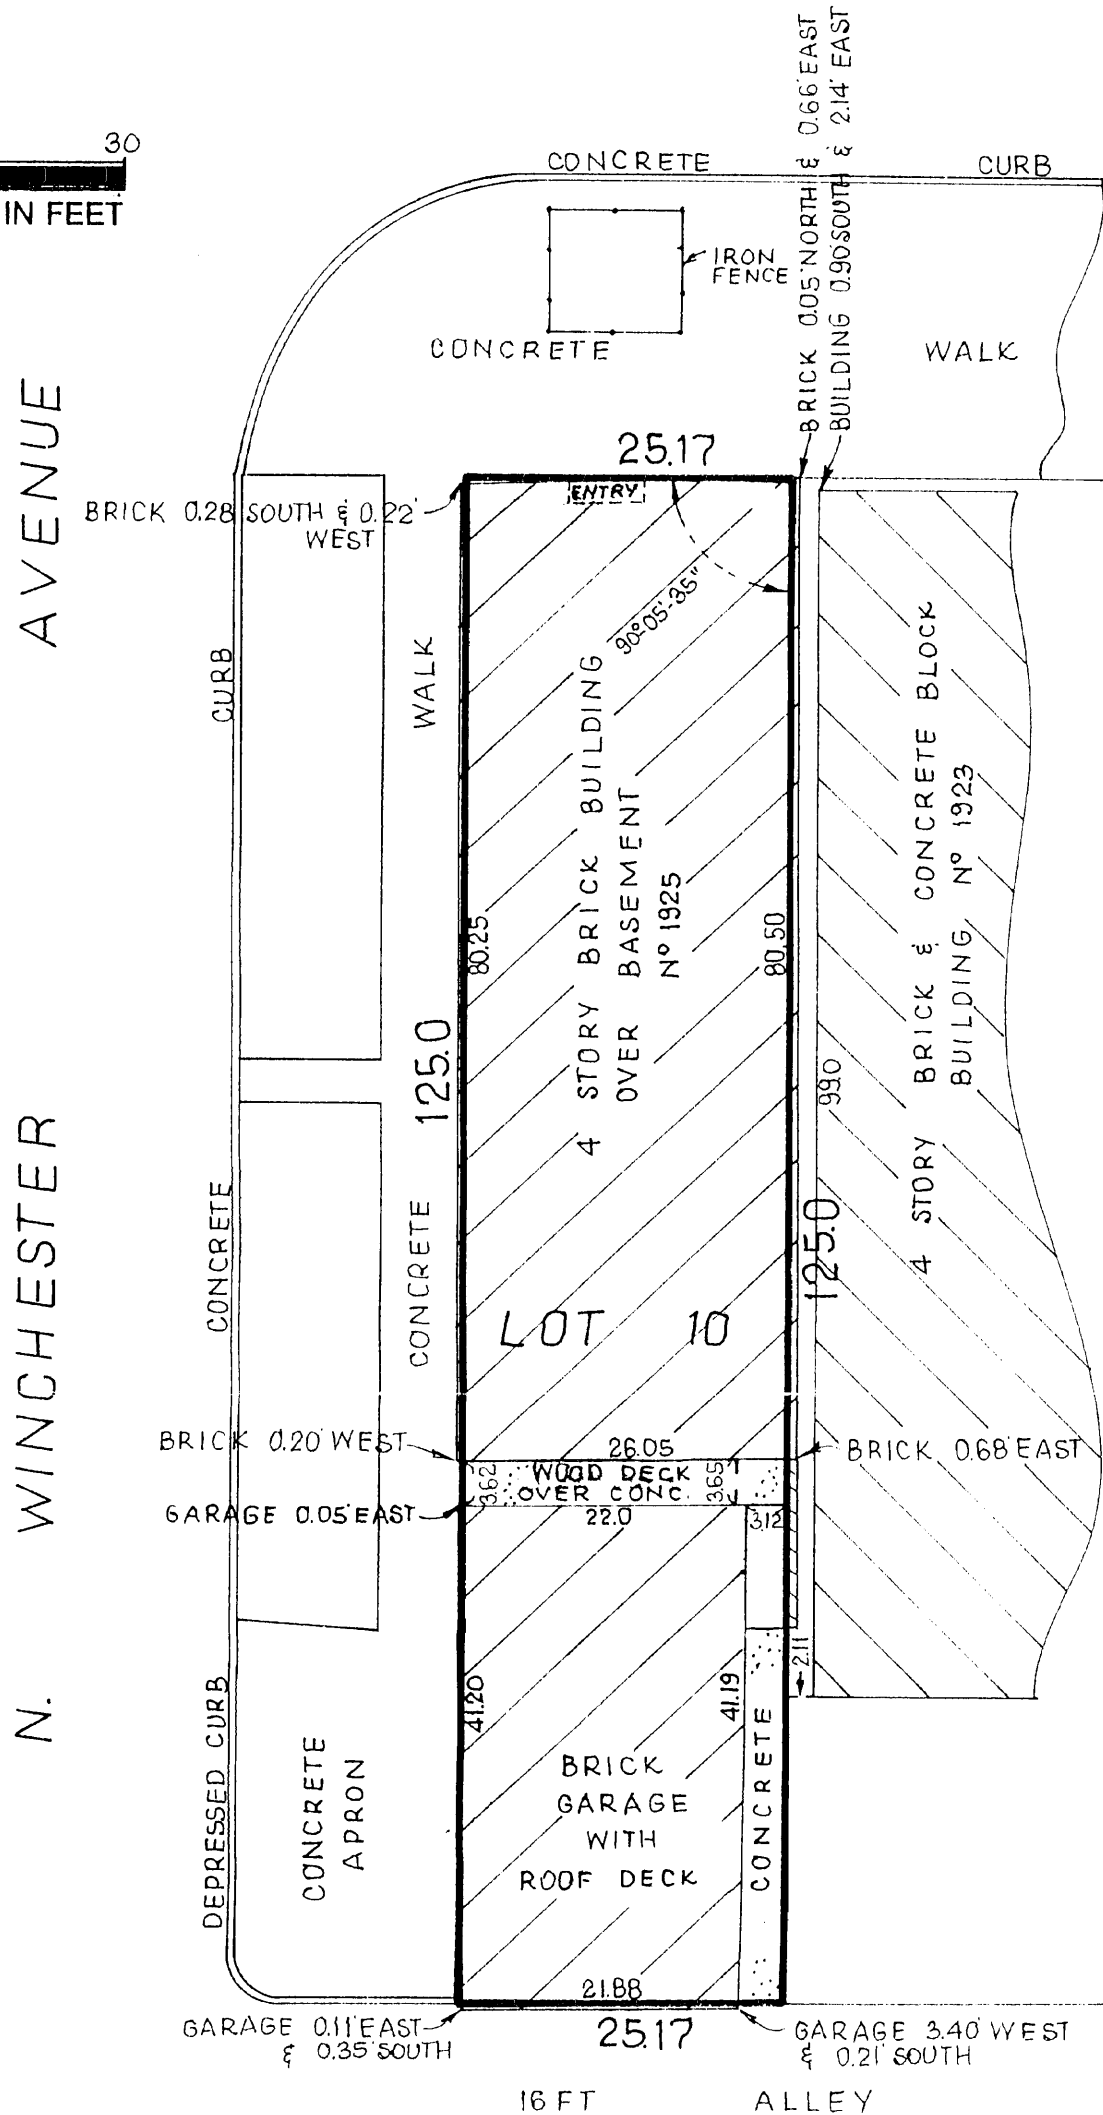 30
IN FEET
CONCRETE
CURB
BRICK 0.05' NORTH & 0.66' EAST
BUILDING 0.90' SOUTH & 2.14' EAST
IRON
FENCE
CONCRETE
WALK
N. WINCHESTER AVENUE
25.17
ENTRY
BRICK 0.28' SOUTH & 0.22'
WEST
90°05'-35"
CURB
WALK
4 STORY BRICK BUILDING
OVER BASEMENT
Nº 1925
4 STORY BRICK & CONCRETE BLOCK
BUILDING Nº 1923
80.25
80.50
125.0
99.0
125.0
CONCRETE
CONCRETE
LOT 10
BRICK 0.20' WEST
26.05
BRICK 0.68' EAST
3.62
WOOD DECK
OVER CONC.
3.65
GARAGE 0.05' EAST
22.0
3.12
2.11
41.20
41.19
DEPRESSED CURB
CONCRETE
APRON
BRICK
GARAGE
WITH
ROOF DECK
CONCRETE
21.88
GARAGE 0.11' EAST
& 0.35' SOUTH
25.17
GARAGE 3.40' WEST
& 0.21' SOUTH
16 FT ALLEY